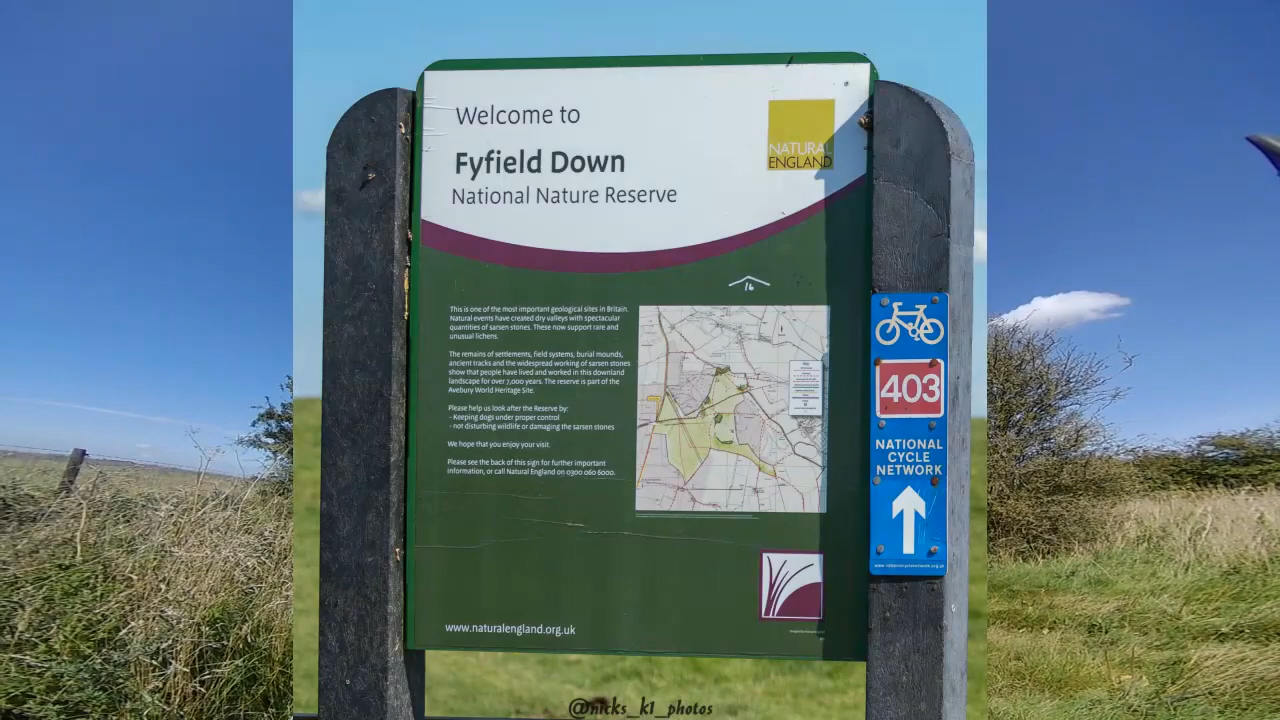 Welcome to
Fyfield Down
National Nature Reserve
NATURAL
ENGLAND
16
This is one of the most important geological sites in Britain.
Natural events have created dry valleys with spectacular
quantities of sarsen stones. These now support rare and
unusual lichens.
The remains of settlements, field systems, burial mounds,
ancient tracks and the widespread working of sarsen stones
show that people have lived and worked in this downland
landscape for over 7,000 years. The reserve is part of the
Avebury World Heritage Site.
Please help us look after the Reserve by:
- Keeping dogs under proper control
- not disturbing wildlife or damaging the sarsen stones
We hope that you enjoy your visit.
Please see the back of this sign for further important
information, or call Natural England on 0300 060 6000.
www.naturalengland.org.uk
403
NATIONAL
CYCLE
NETWORK
www.nationalcyclenetwork.org.uk
@nicks_k1_photos